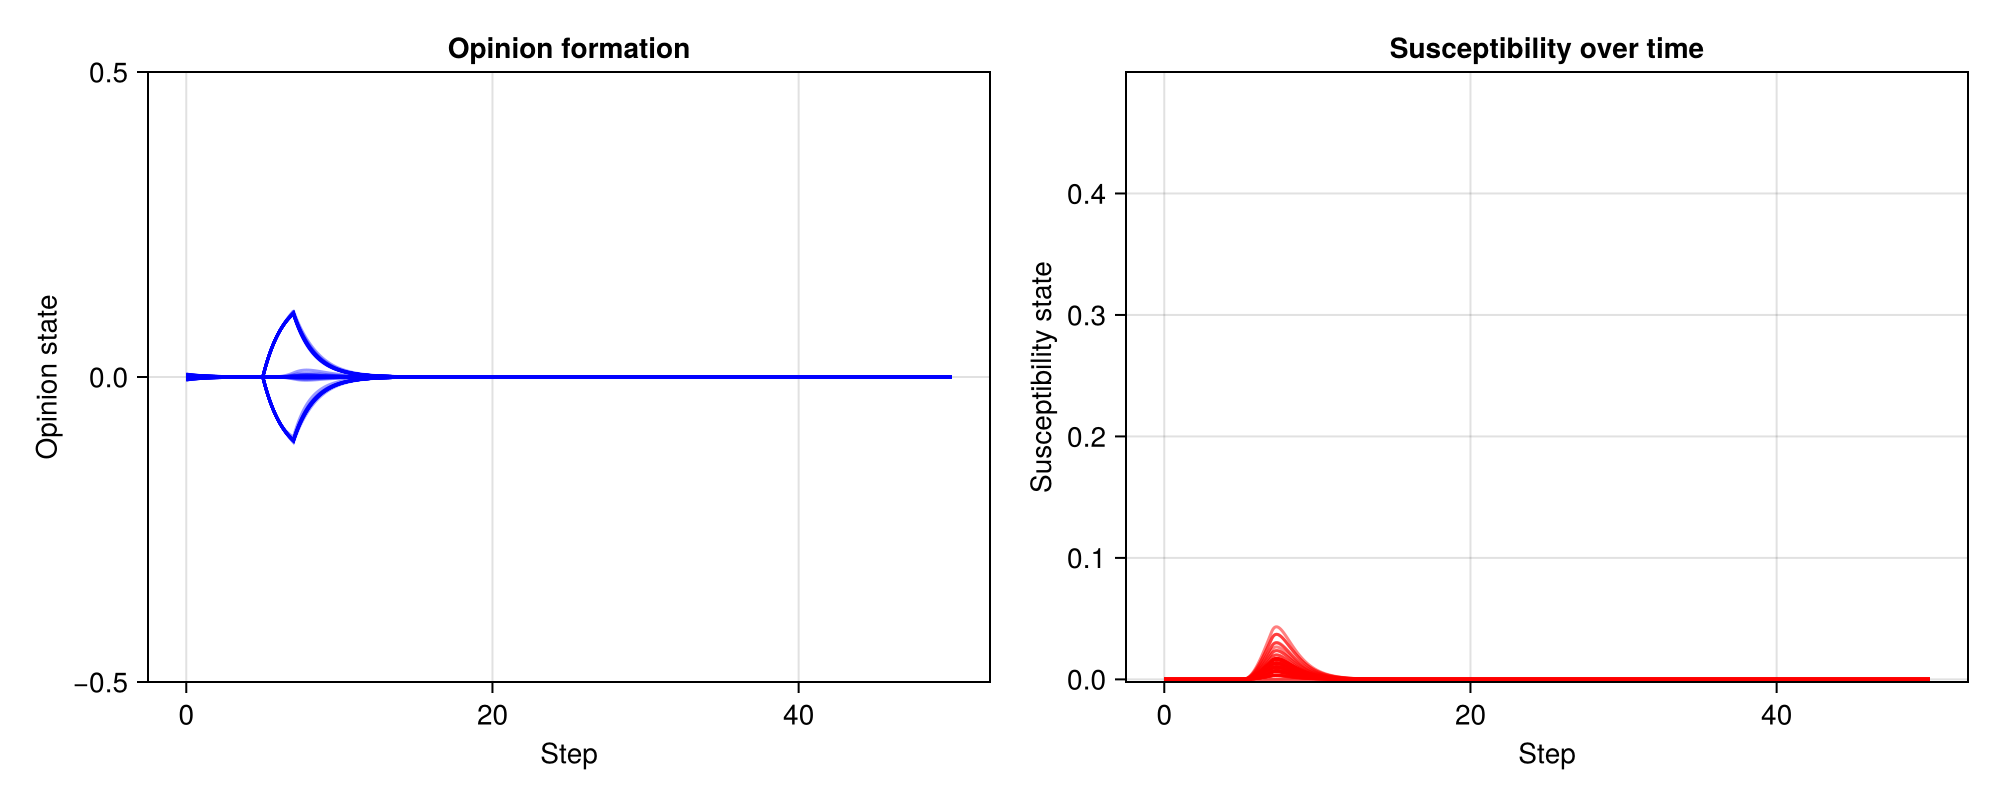 Opinion formation
0.5
0.0
−0.5
Opinion state
0
20
40
Step
Susceptibility over time
0.4
0.3
0.2
0.1
0.0
Susceptibility state
0
20
40
Step